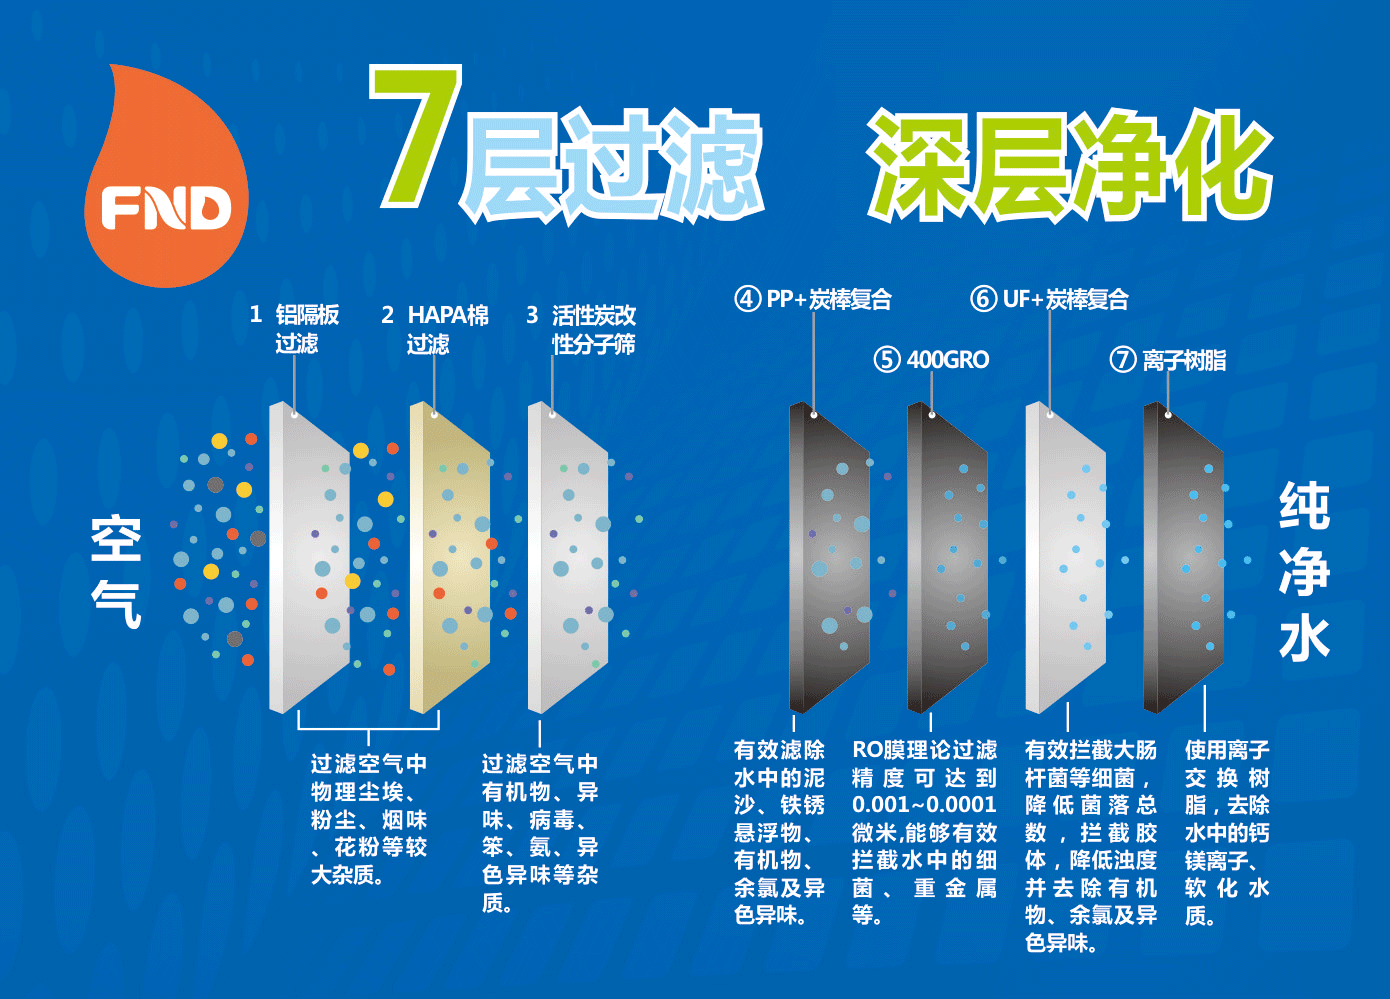 FND
7层过滤 深层净化
1 铝隔板
过滤
2 HAPA棉
过滤
3 活性炭改
性分子筛
④ PP+炭棒复合
⑤ 400GRO
⑥ UF+炭棒复合
⑦ 离子树脂
空气
纯净水
过滤空气中
物理尘埃、
粉尘、烟味
、花粉等较
大杂质。
过滤空气中
有机物、异
味、病毒、
笨、氨、异
色异味等杂
质。
有效滤除
水中的泥
沙、铁锈
悬浮物、
有机物、
余氯及异
色异味。
RO膜理论过滤
精度可达到
0.001~0.0001
微米,能够有效
拦截水中的细
菌、重金属
等。
有效拦截大肠
杆菌等细菌，
降低菌落总
数，拦截胶
体，降低浊度
并去除有机
物、余氯及异
色异味。
使用离子
交换树
脂，去除
水中的钙
镁离子、
软化水
质。